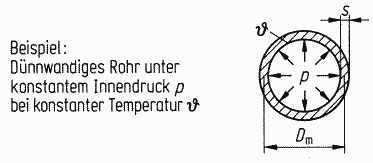 Beispiel:
Dünnwandiges Rohr unter
konstantem Innendruck p
bei konstanter Temperatur ϑ
ϑ
s
p
Dm